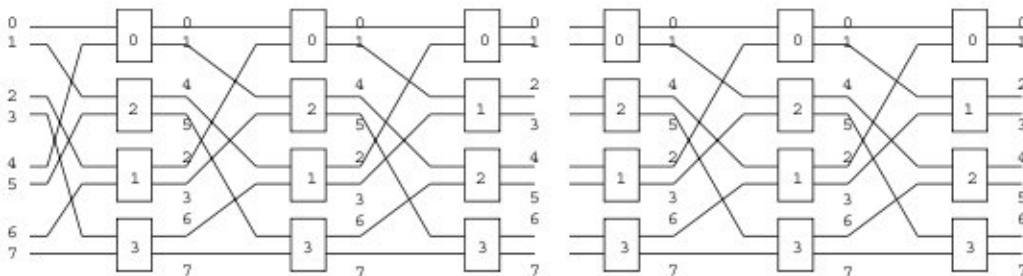 0 0 0 0 0 0 0
1 0 1 0 1 0 1 0 1 0 1 0 1
4 4 2 4 4 2
2 2 2 1 2 2 1
3 5 5 3 5 5 3
4 2 2 4 2 2 4
5 1 1 2 1 1 2
3 3 5 3 3 5
6 6 6 6 6 6
6
7 3 3 3 3 3 3
7 7 7 7 7 7